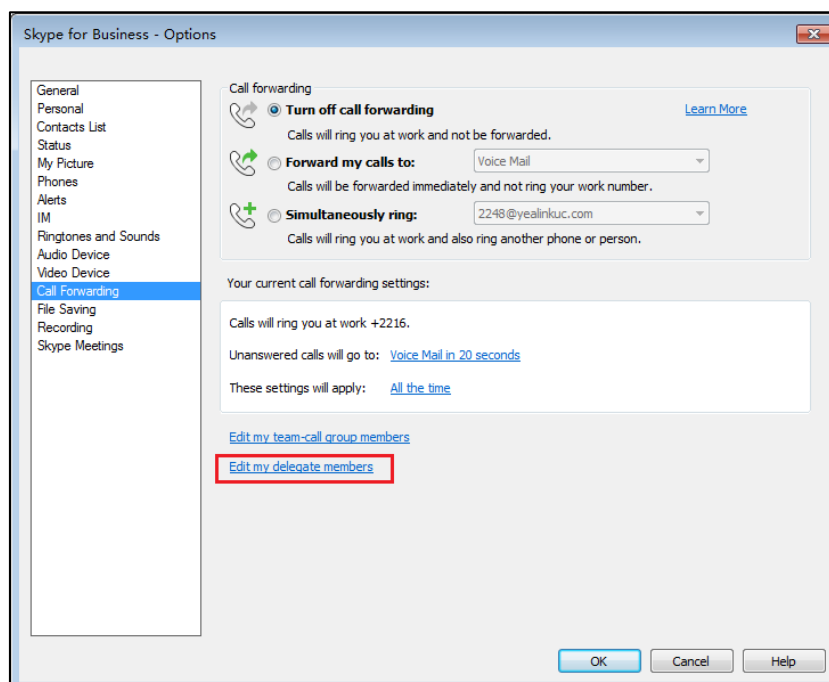 Skype for Business - Options
General
Personal
Contacts List
Status
My Picture
Phones
Alerts
IM
Ringtones and Sounds
Audio Device
Video Device
Call Forwarding
File Saving
Recording
Skype Meetings
Call forwarding
Turn off call forwarding
Learn More
Calls will ring you at work and not be forwarded.
Forward my calls to:
Voice Mail
Calls will be forwarded immediately and not ring your work number.
Simultaneously ring:
2248@yealinkuc.com
Calls will ring you at work and also ring another phone or person.
Your current call forwarding settings:
Calls will ring you at work +2216.
Unanswered calls will go to: Voice Mail in 20 seconds
These settings will apply: All the time
Edit my team-call group members
Edit my delegate members
OK
Cancel
Help